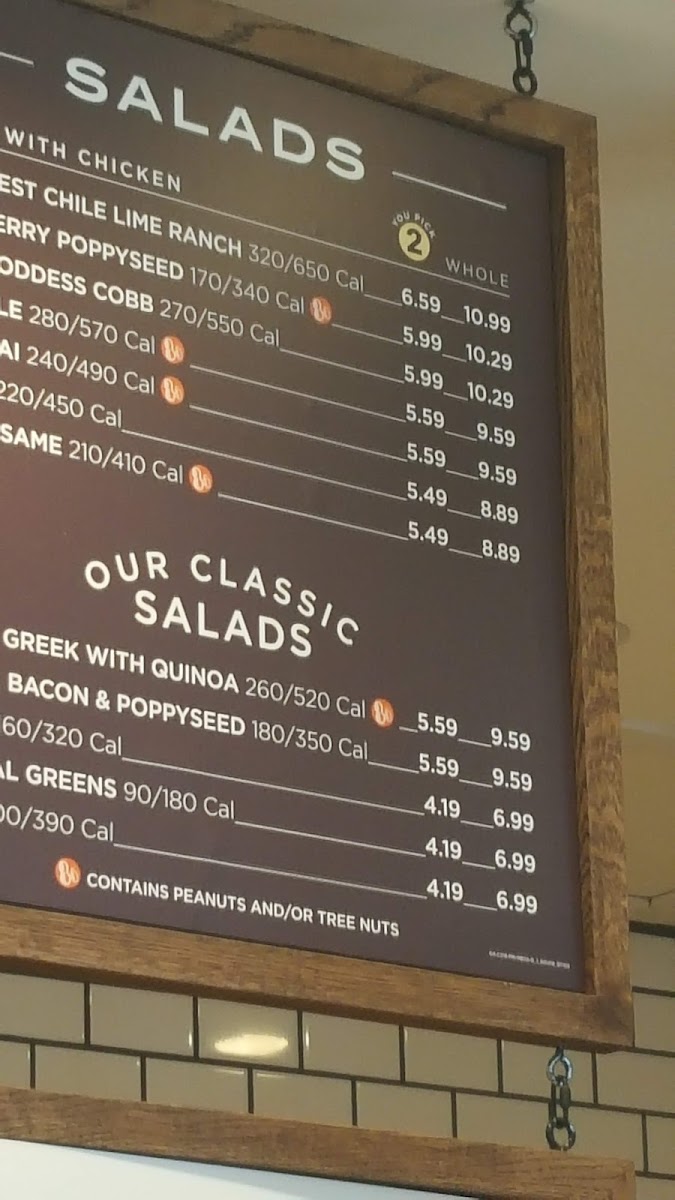 SALADS
WITH CHICKEN
YOU PICK 2 WHOLE
EST CHILE LIME RANCH 320/650 Cal 6.59 10.99
ERRY POPPYSEED 170/340 Cal 5.99 10.29
ODDESS COBB 270/550 Cal 5.99 10.29
LE 280/570 Cal 5.59 9.59
AI 240/490 Cal 5.59 9.59
220/450 Cal 5.49 8.89
SAME 210/410 Cal 5.49 8.89
OUR CLASSIC
SALADS
GREEK WITH QUINOA 260/520 Cal 5.59 9.59
BACON & POPPYSEED 180/350 Cal 5.59 9.59
60/320 Cal 4.19 6.99
AL GREENS 90/180 Cal 4.19 6.99
00/390 Cal 4.19 6.99
CONTAINS PEANUTS AND/OR TREE NUTS